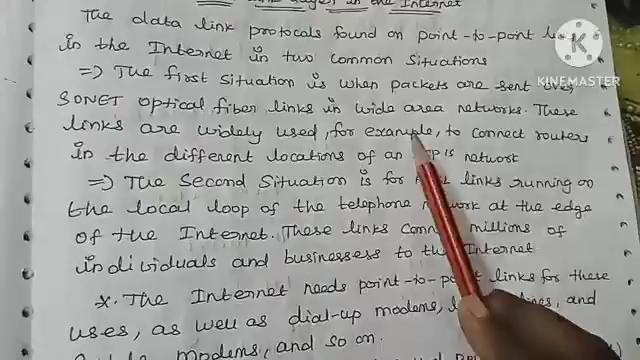 in the Internet
The data link protocols found on point-to-point
in the Internet in two common situations
⇒ The first situation is when packets are sent over
SONET optical fiber links in wide area networks. These
links are widely used, for example, to connect routers
in the different locations of an network
⇒ The second situation is for links running on
the local loop of the telephone network at the edge
of the Internet. These links millions of
individuals and businesses to the Internet
*. The Internet needs point-to-point links for these
uses, as well as dial-up modems, and
modems, and so on.
KINEMASTER